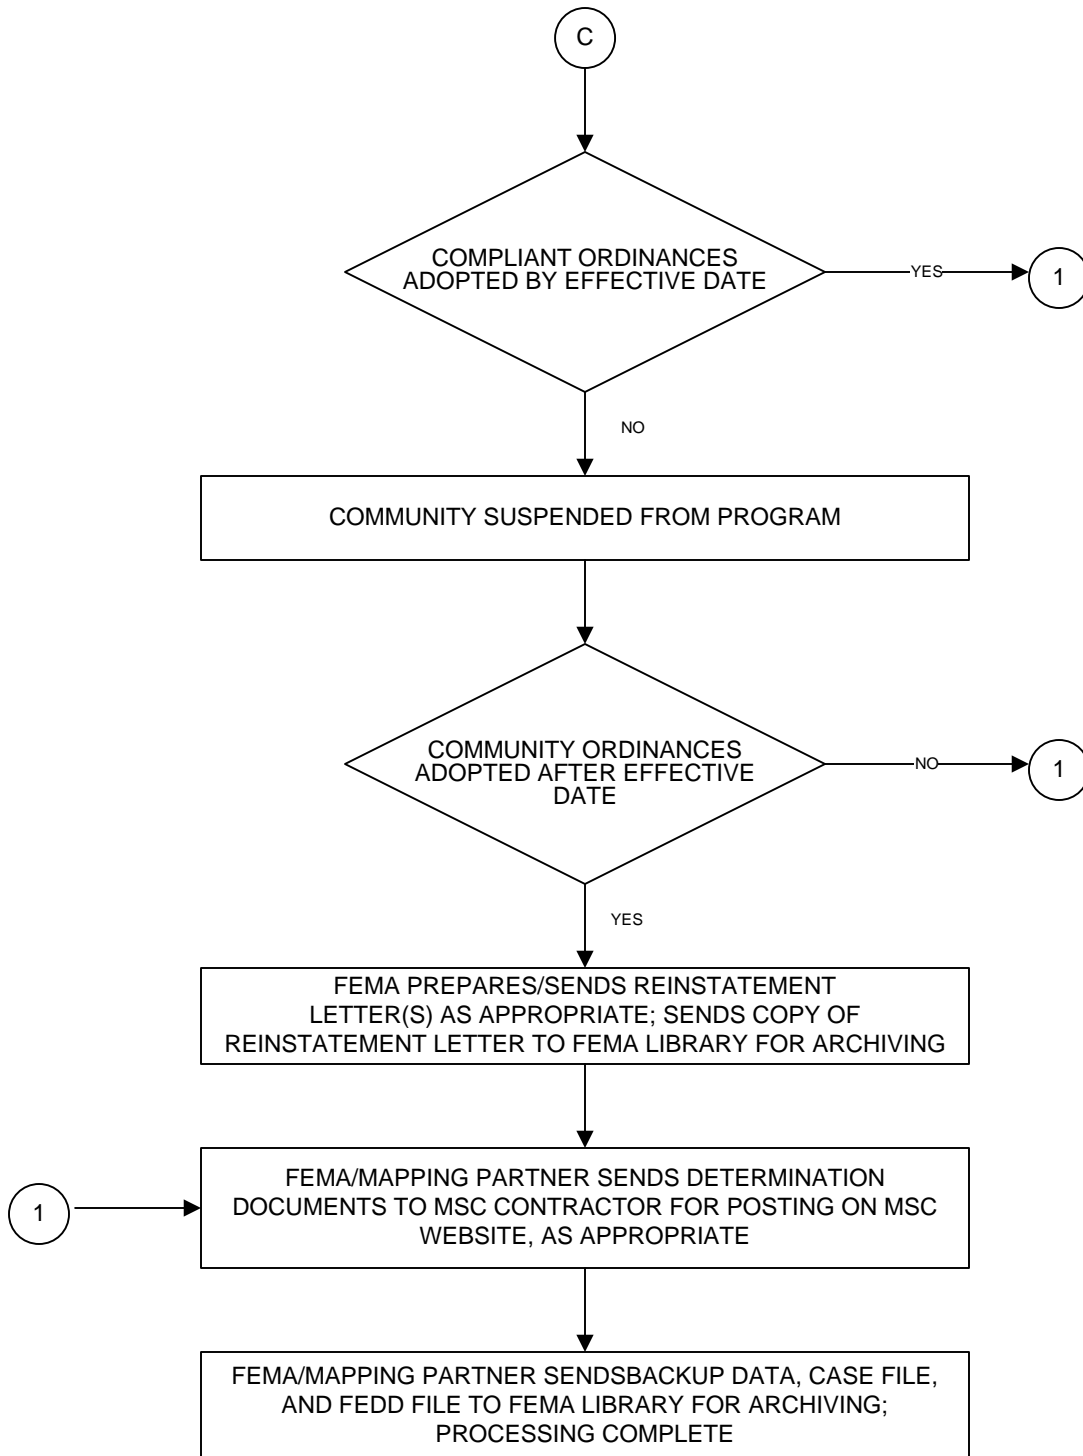 C
COMPLIANT ORDINANCES
ADOPTED BY EFFECTIVE DATE
YES
1
NO
COMMUNITY SUSPENDED FROM PROGRAM
COMMUNITY ORDINANCES
ADOPTED AFTER EFFECTIVE
DATE
NO
1
YES
FEMA PREPARES/SENDS REINSTATEMENT
LETTER(S) AS APPROPRIATE; SENDS COPY OF
REINSTATEMENT LETTER TO FEMA LIBRARY FOR ARCHIVING
1
FEMA/MAPPING PARTNER SENDS DETERMINATION
DOCUMENTS TO MSC CONTRACTOR FOR POSTING ON MSC
WEBSITE, AS APPROPRIATE
FEMA/MAPPING PARTNER SENDSBACKUP DATA, CASE FILE,
AND FEDD FILE TO FEMA LIBRARY FOR ARCHIVING;
PROCESSING COMPLETE